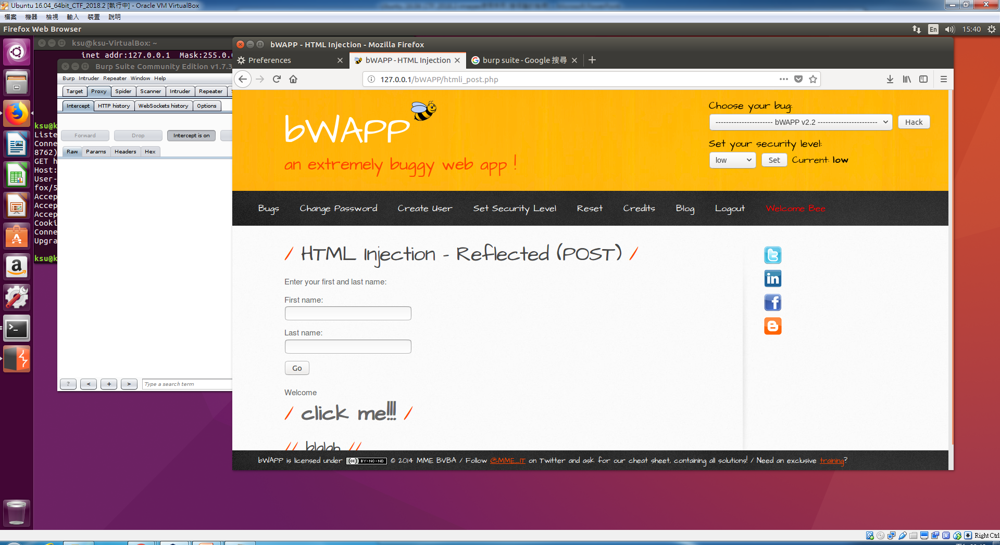 Ubuntu 16.04_64bit_CTF_2018.2 [執行中] - Oracle VM VirtualBox
檔案 機器 檢視 輸入 裝置 說明
Firefox Web Browser En 15:40
ksu@ksu-VirtualBox: ~
inet addr:127.0.0.1 Mask:255.0.0
Burp Suite Community Edition v1.7.3
Burp Intruder Repeater Window Help
Target Proxy Spider Scanner Intruder Repeater
Intercept HTTP history WebSockets history Options
Forward Drop Intercept is on
Raw Params Headers Hex
? < + > Type a search term
ksu@k
Liste
Conne
8762)
GET h
Host:
User-
fox/5
Accep
Accep
Accep
Cooki
Conne
Upgra
ksu@k
bWAPP - HTML Injection - Mozilla Firefox
Preferences bWAPP - HTML Injection burp suite - Google 搜尋
127.0.0.1/bWAPP/htmli_post.php
bWAPP
an extremely buggy web app !
Choose your bug:
---------------------- bWAPP v2.2 ----------------------- Hack
Set your security level:
low Set Current: low
Bugs Change Password Create User Set Security Level Reset Credits Blog Logout Welcome Bee
/ HTML Injection - Reflected (POST) /
Enter your first and last name:
First name:
Last name:
Go
Welcome
/ click me!!! /
// blalah //
bWAPP is licensed under (cc) BY-NC-ND © 2014 MME BVBA / Follow @MME_IT on Twitter and ask for our cheat sheet, containing all solutions! / Need an exclusive training?
Right Ctrl